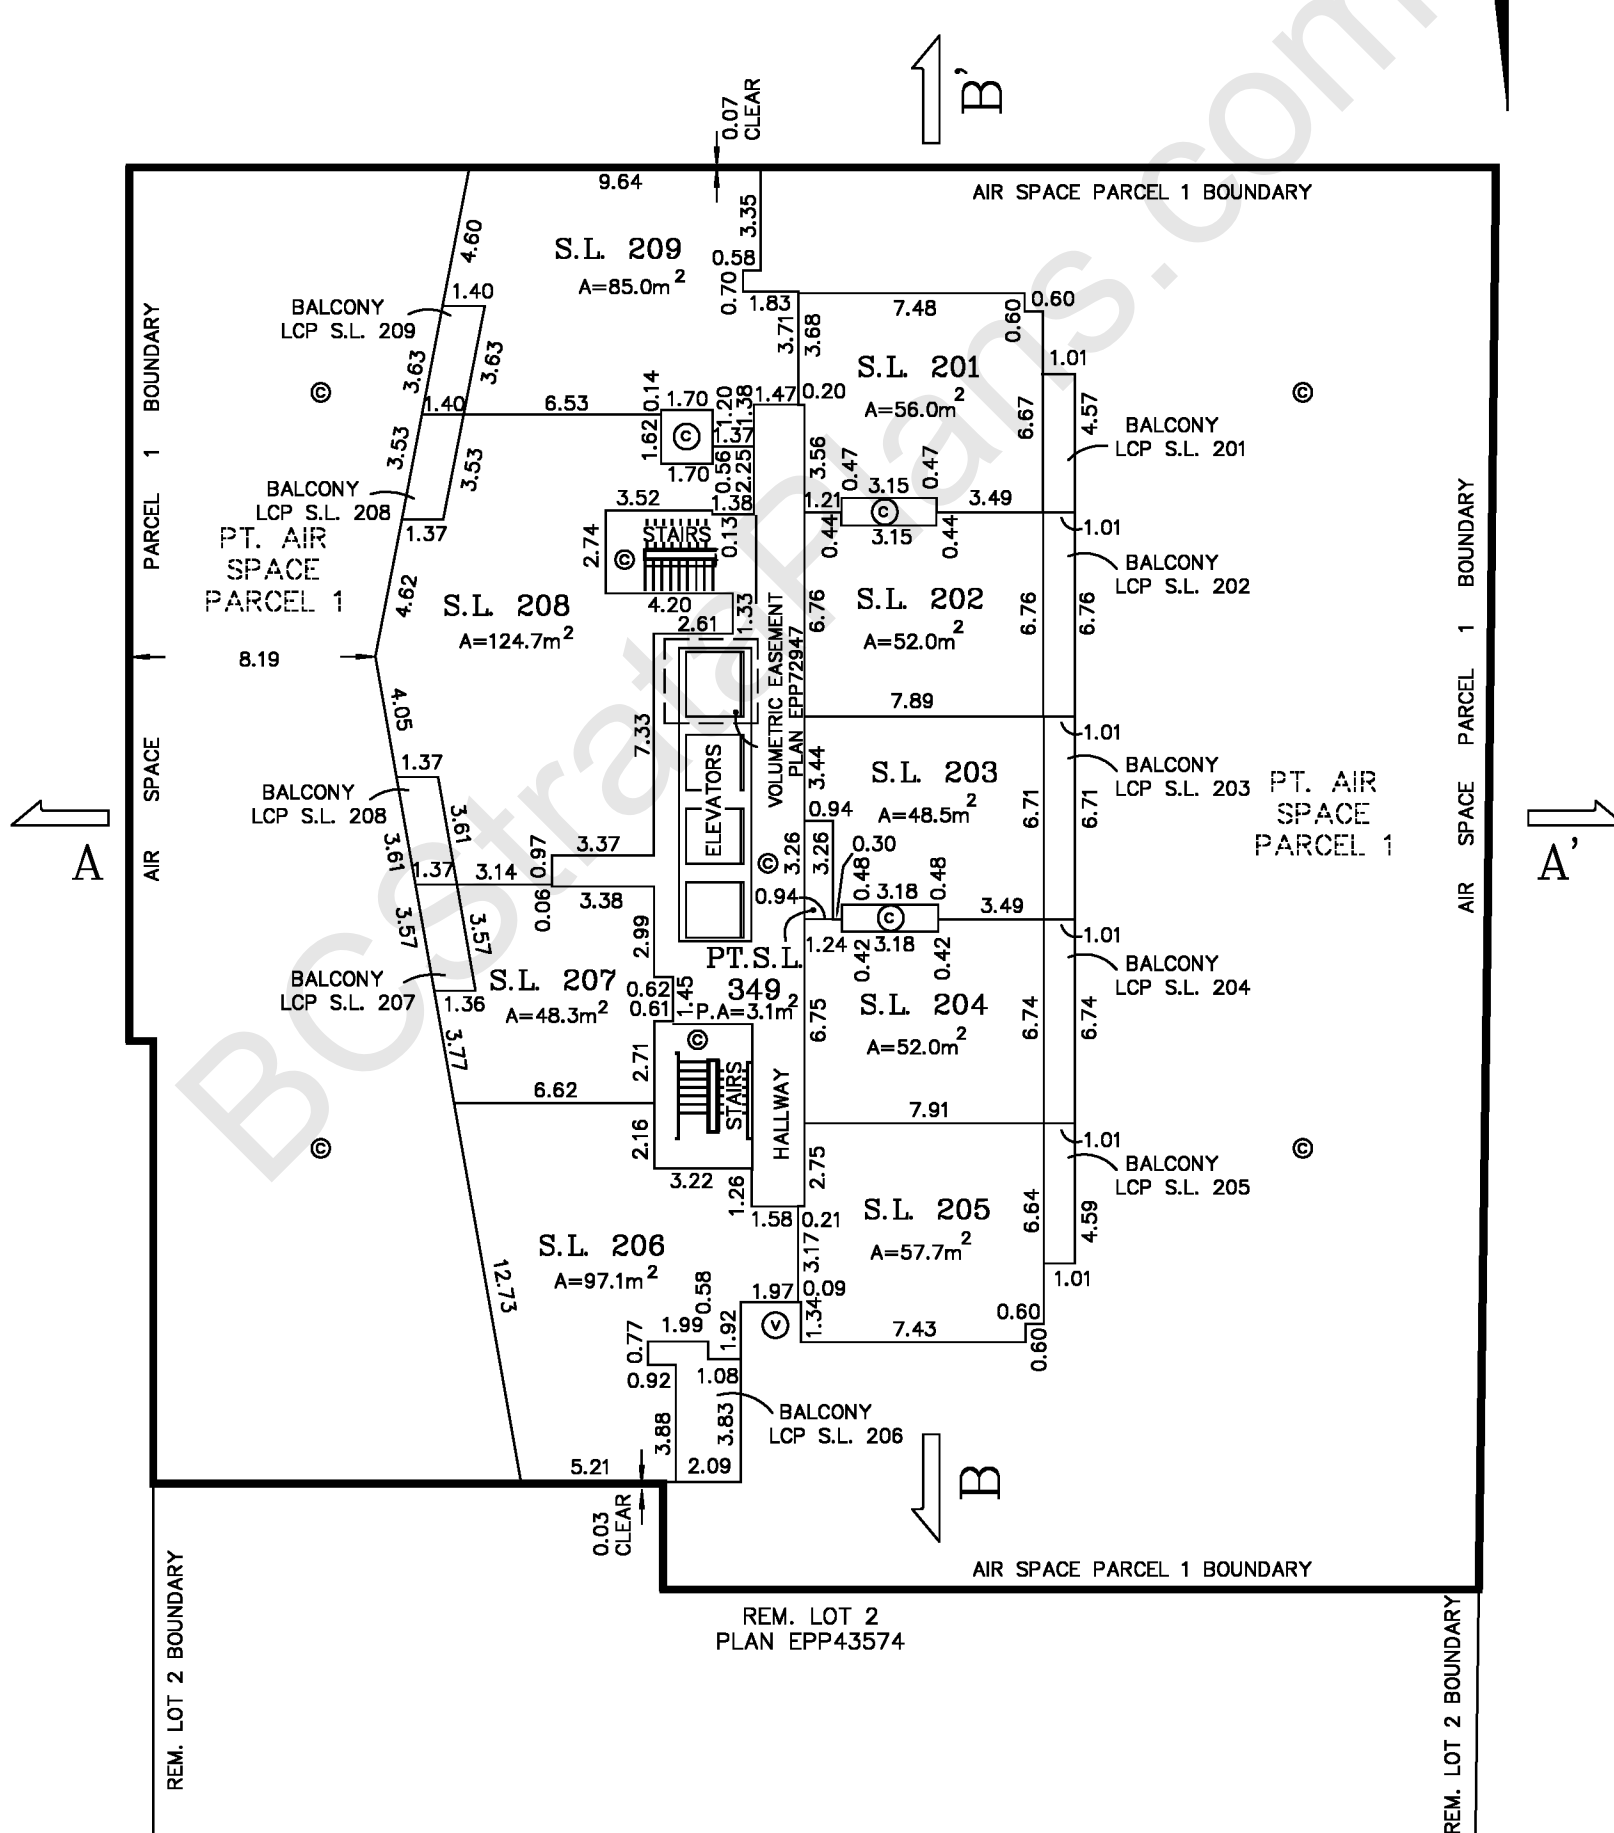 BCStrataPlans.com
0.07
CLEAR
B'
9.64
AIR SPACE PARCEL 1 BOUNDARY
4.60
3.35
S.L. 209
A=85.0m2
0.58
0.70
1.83
1.40
BALCONY
LCP S.L. 209
3.63
3.63
7.48
0.60
0.60
3.71
3.68
S.L. 201
A=56.0m2
1.01
AIR SPACE PARCEL 1 BOUNDARY
©
©
1.40
6.53
0.14
1.70
1.20
1.38
1.47
0.20
1.62
©
1.37
1.70
0.56
2.25
1.38
3.56
0.47
3.15
0.47
6.67
4.57
BALCONY
LCP S.L. 201
3.53
3.53
BALCONY
LCP S.L. 208
1.37
3.52
2.74
STAIRS
©
0.13
1.21
©
3.49
0.44
3.15
0.44
1.01
BALCONY
LCP S.L. 202
PT. AIR
SPACE
PARCEL 1
4.62
S.L. 208
A=124.7m2
4.20
1.33
2.61
VOLUMETRIC EASEMENT
PLAN EPP72947
6.76
S.L. 202
A=52.0m2
6.76
6.76
8.19
4.05
7.33
7.89
1.01
1.37
BALCONY
LCP S.L. 208
3.61
3.61
ELEVATORS
3.44
S.L. 203
A=48.5m2
6.71
6.71
BALCONY
LCP S.L. 203
PT. AIR
SPACE
PARCEL 1
AIR SPACE PARCEL 1 BOUNDARY
A
A'
0.94
©
3.26
3.26
0.30
3.37
0.97
1.37
3.14
0.06
3.38
0.94
0.48
3.18
0.48
©
3.49
1.24
0.42
3.18
0.42
1.01
BALCONY
LCP S.L. 204
3.57
3.57
2.99
PT.S.L.
349
P.A=3.1m2
BALCONY
LCP S.L. 207
1.36
S.L. 207
A=48.3m2
0.62
0.61
1.45
6.75
S.L. 204
A=52.0m2
6.74
6.74
3.77
2.71
©
STAIRS
HALLWAY
6.62
7.91
1.01
©
©
2.16
3.22
1.26
2.75
BALCONY
LCP S.L. 205
1.58
0.21
S.L. 205
A=57.7m2
6.64
4.59
S.L. 206
A=97.1m2
12.73
3.17
1.01
0.58
1.97
0.09
1.34
0.60
0.60
7.43
V
0.77
1.99
1.92
0.92
1.08
3.88
3.83
BALCONY
LCP S.L. 206
5.21
2.09
B
0.03
CLEAR
AIR SPACE PARCEL 1 BOUNDARY
REM. LOT 2
PLAN EPP43574
REM. LOT 2 BOUNDARY
REM. LOT 2 BOUNDARY